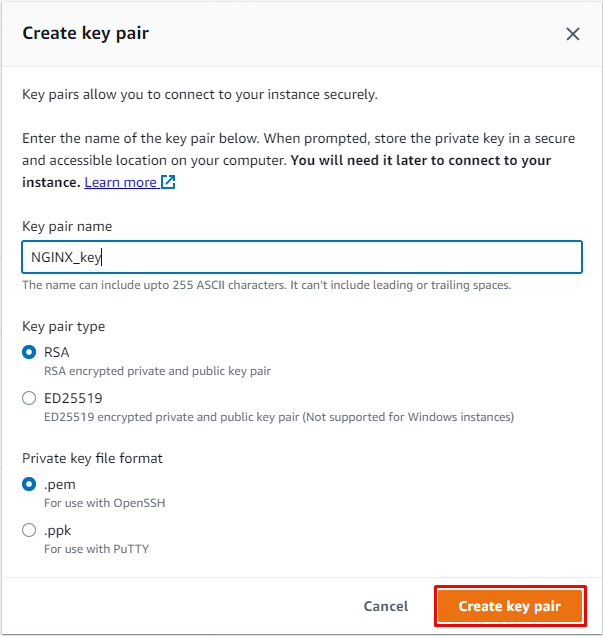 Create key pair
Key pairs allow you to connect to your instance securely.
Enter the name of the key pair below. When prompted, store the private key in a secure
and accessible location on your computer. You will need it later to connect to your
instance. Learn more
Key pair name
NGINX_key
The name can include upto 255 ASCII characters. It can't include leading or trailing spaces.
Key pair type
RSA
RSA encrypted private and public key pair
ED25519
ED25519 encrypted private and public key pair (Not supported for Windows instances)
Private key file format
.pem
For use with OpenSSH
.ppk
For use with PuTTY
Cancel
Create key pair